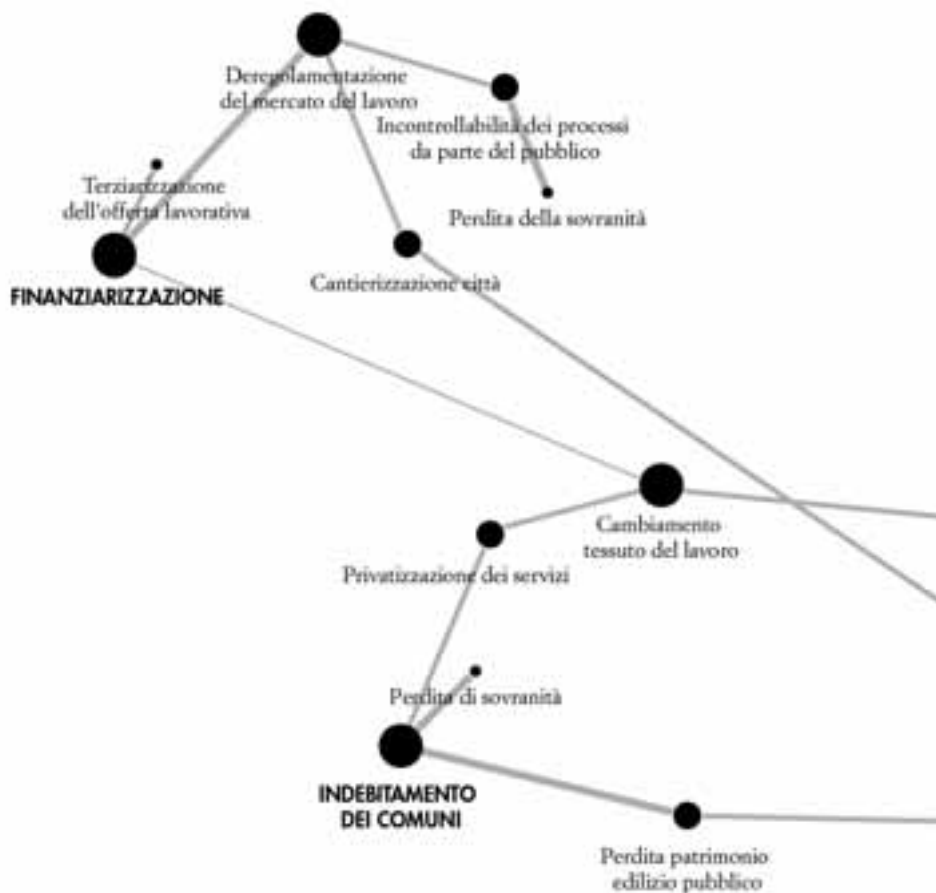 Deregolamentazione
del mercato del lavoro
Incontrollabilità dei processi
da parte del pubblico
Terziarizzazione
dell'offerta lavorativa
Perdita della sovranità
Cantierizzazione città
FINANZIARIZZAZIONE
Cambiamento
tessuto del lavoro
Privatizzazione dei servizi
Perdita di sovranità
INDEBITAMENTO
DEI COMUNI
Perdita patrimonio
edilizio pubblico